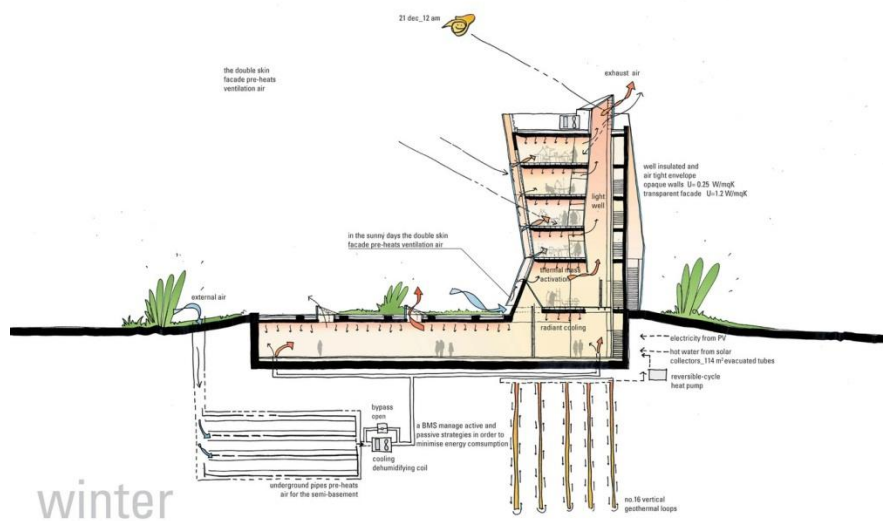 21 dec_12 am
the double skin
facade pre-heats
ventilation air
exhaust air
well insulated and
air tight envelope
opaque walls U= 0.25 W/mqK
transparent facade U=1.2 W/mqK
light
well
in the sunny days the double skin
facade pre-heats ventilation air
thermal mass
activation
external air
radiant cooling
electricity from PV
hot water from solar
collectors_114 m² evacuated tubes
reversible-cycle
heat pump
bypass
open
a BMS manage active and
passive strategies in order to
minimise energy comsumption
cooling
dehumidifying coil
underground pipes pre-heats
air for the semi-basement
no.16 vertical
geothermal loops
winter